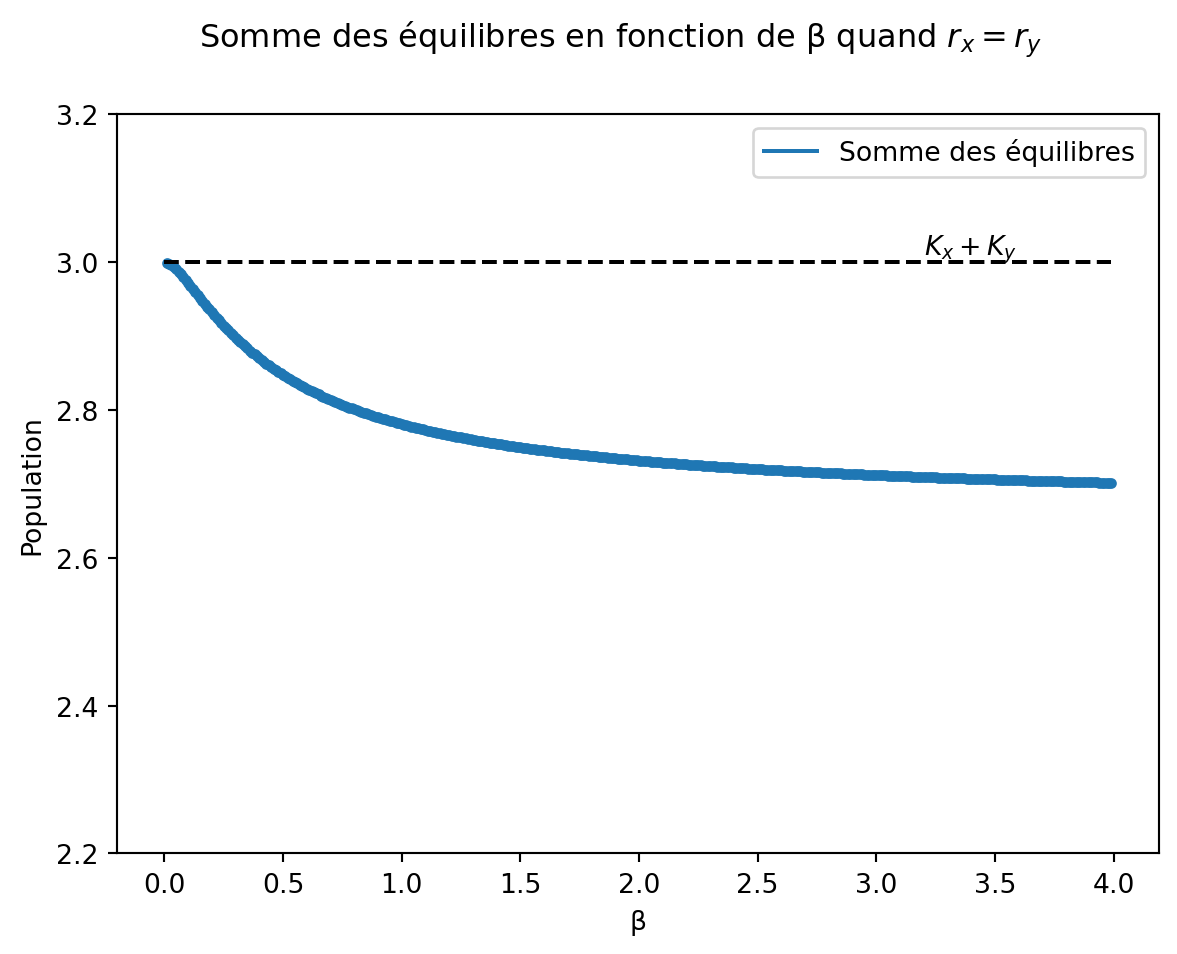 Somme des équilibres en fonction de β quand r_x = r_y
3.2
Somme des équilibres
K_x + K_y
3.0
2.8
2.6
2.4
2.2
Population
0.0 0.5 1.0 1.5 2.0 2.5 3.0 3.5 4.0
β